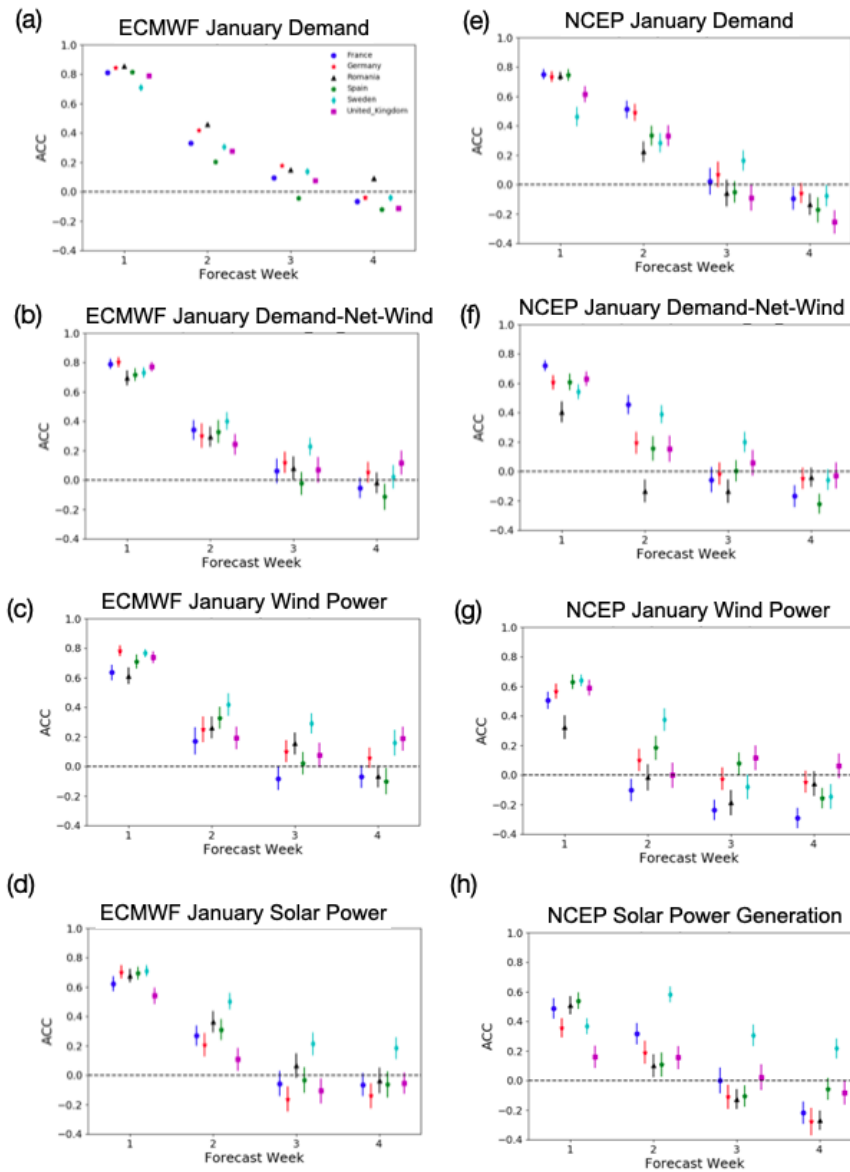 (a)
ECMWF January Demand
1.0
0.8
0.6
0.4
0.2
0.0
−0.2
−0.4
ACC
France
Germany
Romania
Spain
Sweden
United_Kingdom
1 2 3 4
Forecast Week
(e)
NCEP January Demand
1.0
0.8
0.6
0.4
0.2
0.0
−0.2
−0.4
ACC
1 2 3 4
Forecast Week
(b)
ECMWF January Demand-Net-Wind
1.0
0.8
0.6
0.4
0.2
0.0
−0.2
−0.4
ACC
1 2 3 4
Forecast Week
(f)
NCEP January Demand-Net-Wind
1.0
0.8
0.6
0.4
0.2
0.0
−0.2
−0.4
ACC
1 2 3 4
Forecast Week
(c)
ECMWF January Wind Power
1.0
0.8
0.6
0.4
0.2
0.0
−0.2
−0.4
ACC
1 2 3 4
Forecast Week
(g)
NCEP January Wind Power
1.0
0.8
0.6
0.4
0.2
0.0
−0.2
−0.4
ACC
1 2 3 4
Forecast Week
(d)
ECMWF January Solar Power
1.0
0.8
0.6
0.4
0.2
0.0
−0.2
−0.4
ACC
1 2 3 4
Forecast Week
(h)
NCEP Solar Power Generation
1.0
0.8
0.6
0.4
0.2
0.0
−0.2
−0.4
ACC
1 2 3 4
Forecast Week